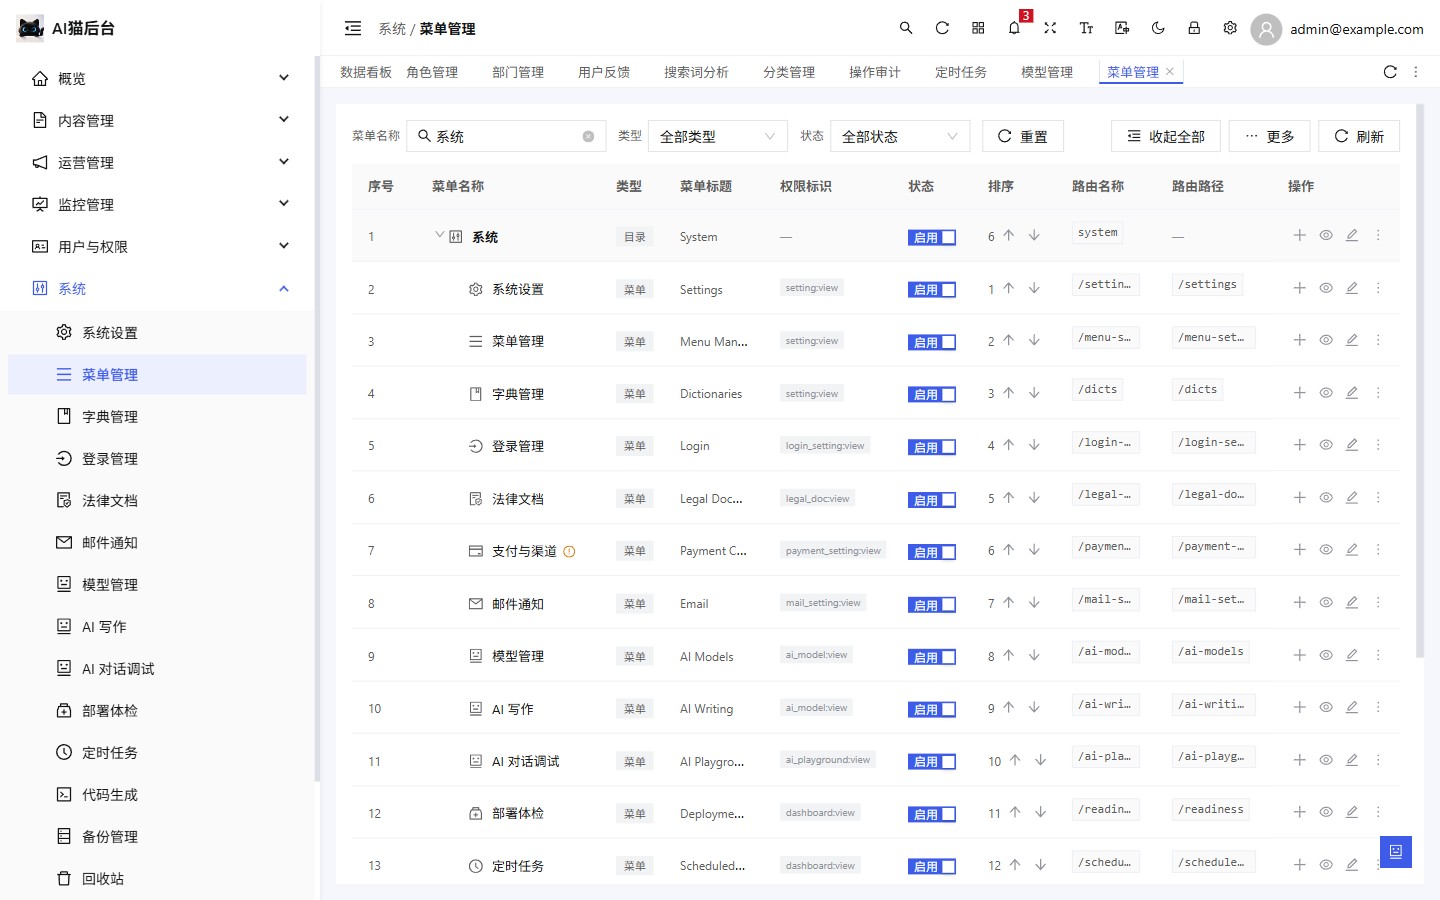 AI猫后台
系统 / 菜单管理
3
admin@example.com
概览
内容管理
运营管理
监控管理
用户与权限
系统
系统设置
菜单管理
字典管理
登录管理
法律文档
邮件通知
模型管理
AI 写作
AI 对话调试
部署体检
定时任务
代码生成
备份管理
回收站
数据看板 角色管理 部门管理 用户反馈 搜索词分析 分类管理 操作审计 定时任务 模型管理 菜单管理
菜单名称 系统 类型 全部类型 状态 全部状态 重置 收起全部 更多 刷新
序号 菜单名称 类型 菜单标题 权限标识 状态 排序 路由名称 路由路径 操作
1 系统 目录 System — 启用 6 system —
2 系统设置 菜单 Settings setting:view 启用 1 /settin... /settings
3 菜单管理 菜单 Menu Man... setting:view 启用 2 /menu-s... /menu-set...
4 字典管理 菜单 Dictionaries setting:view 启用 3 /dicts /dicts
5 登录管理 菜单 Login login_setting:view 启用 4 /login-... /login-se...
6 法律文档 菜单 Legal Doc... legal_doc:view 启用 5 /legal-... /legal-do...
7 支付与渠道 菜单 Payment C... payment_setting:view 启用 6 /paymen... /payment-...
8 邮件通知 菜单 Email mail_setting:view 启用 7 /mail-s... /mail-set...
9 模型管理 菜单 AI Models ai_model:view 启用 8 /ai-mod... /ai-models
10 AI 写作 菜单 AI Writing ai_model:view 启用 9 /ai-wri... /ai-writi...
11 AI 对话调试 菜单 AI Playgro... ai_playground:view 启用 10 /ai-pla... /ai-playg...
12 部署体检 菜单 Deployme... dashboard:view 启用 11 /readin... /readiness
13 定时任务 菜单 Scheduled... dashboard:view 启用 12 /schedu... /schedule...